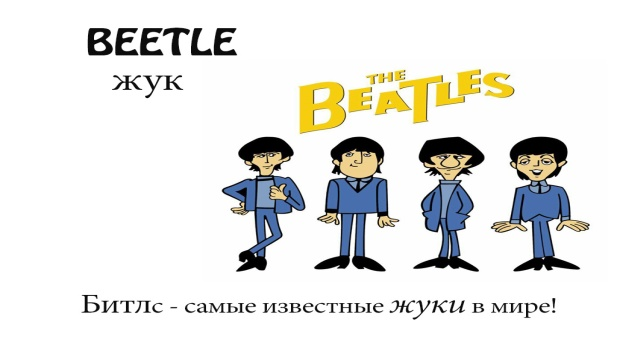 BEETLE
жук
THE
BEATLES
Битлс - самые известные жуки в мире!